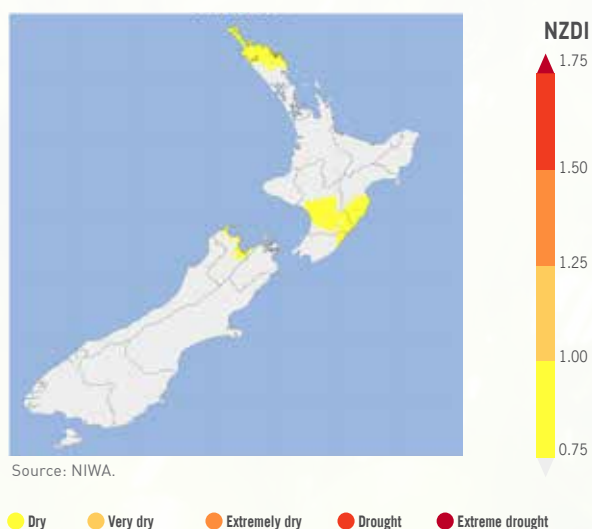 NZDI
1.75
1.50
1.25
1.00
0.75
Source: NIWA.
Dry
Very dry
Extremely dry
Drought
Extreme drought